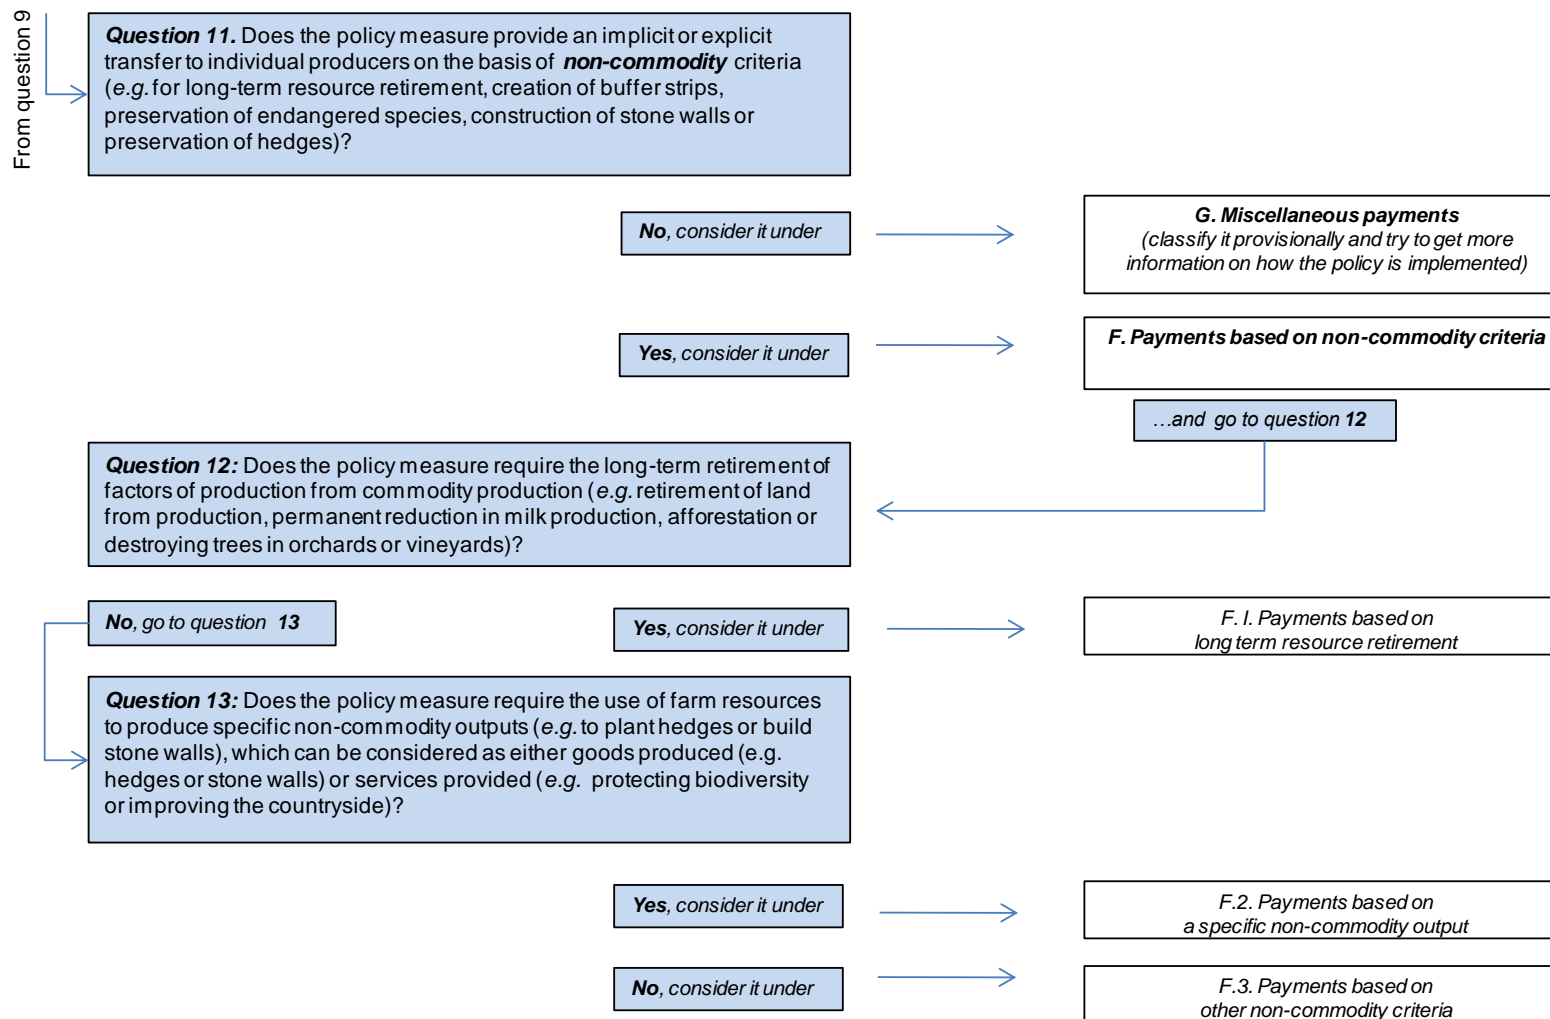 From question 9
Question 11. Does the policy measure provide an implicit or explicit
transfer to individual producers on the basis of non-commodity criteria
(e.g. for long-term resource retirement, creation of buffer strips,
preservation of endangered species, construction of stone walls or
preservation of hedges)?
No, consider it under
G. Miscellaneous payments
(classify it provisionally and try to get more
information on how the policy is implemented)
Yes, consider it under
F. Payments based on non-commodity criteria
…and go to question 12
Question 12: Does the policy measure require the long-term retirement of
factors of production from commodity production (e.g. retirement of land
from production, permanent reduction in milk production, afforestation or
destroying trees in orchards or vineyards)?
No, go to question 13
Yes, consider it under
F. I. Payments based on
long term resource retirement
Question 13: Does the policy measure require the use of farm resources
to produce specific non-commodity outputs (e.g. to plant hedges or build
stone walls), which can be considered as either goods produced (e.g.
hedges or stone walls) or services provided (e.g. protecting biodiversity
or improving the countryside)?
Yes, consider it under
F.2. Payments based on
a specific non-commodity output
No, consider it under
F.3. Payments based on
other non-commodity criteria